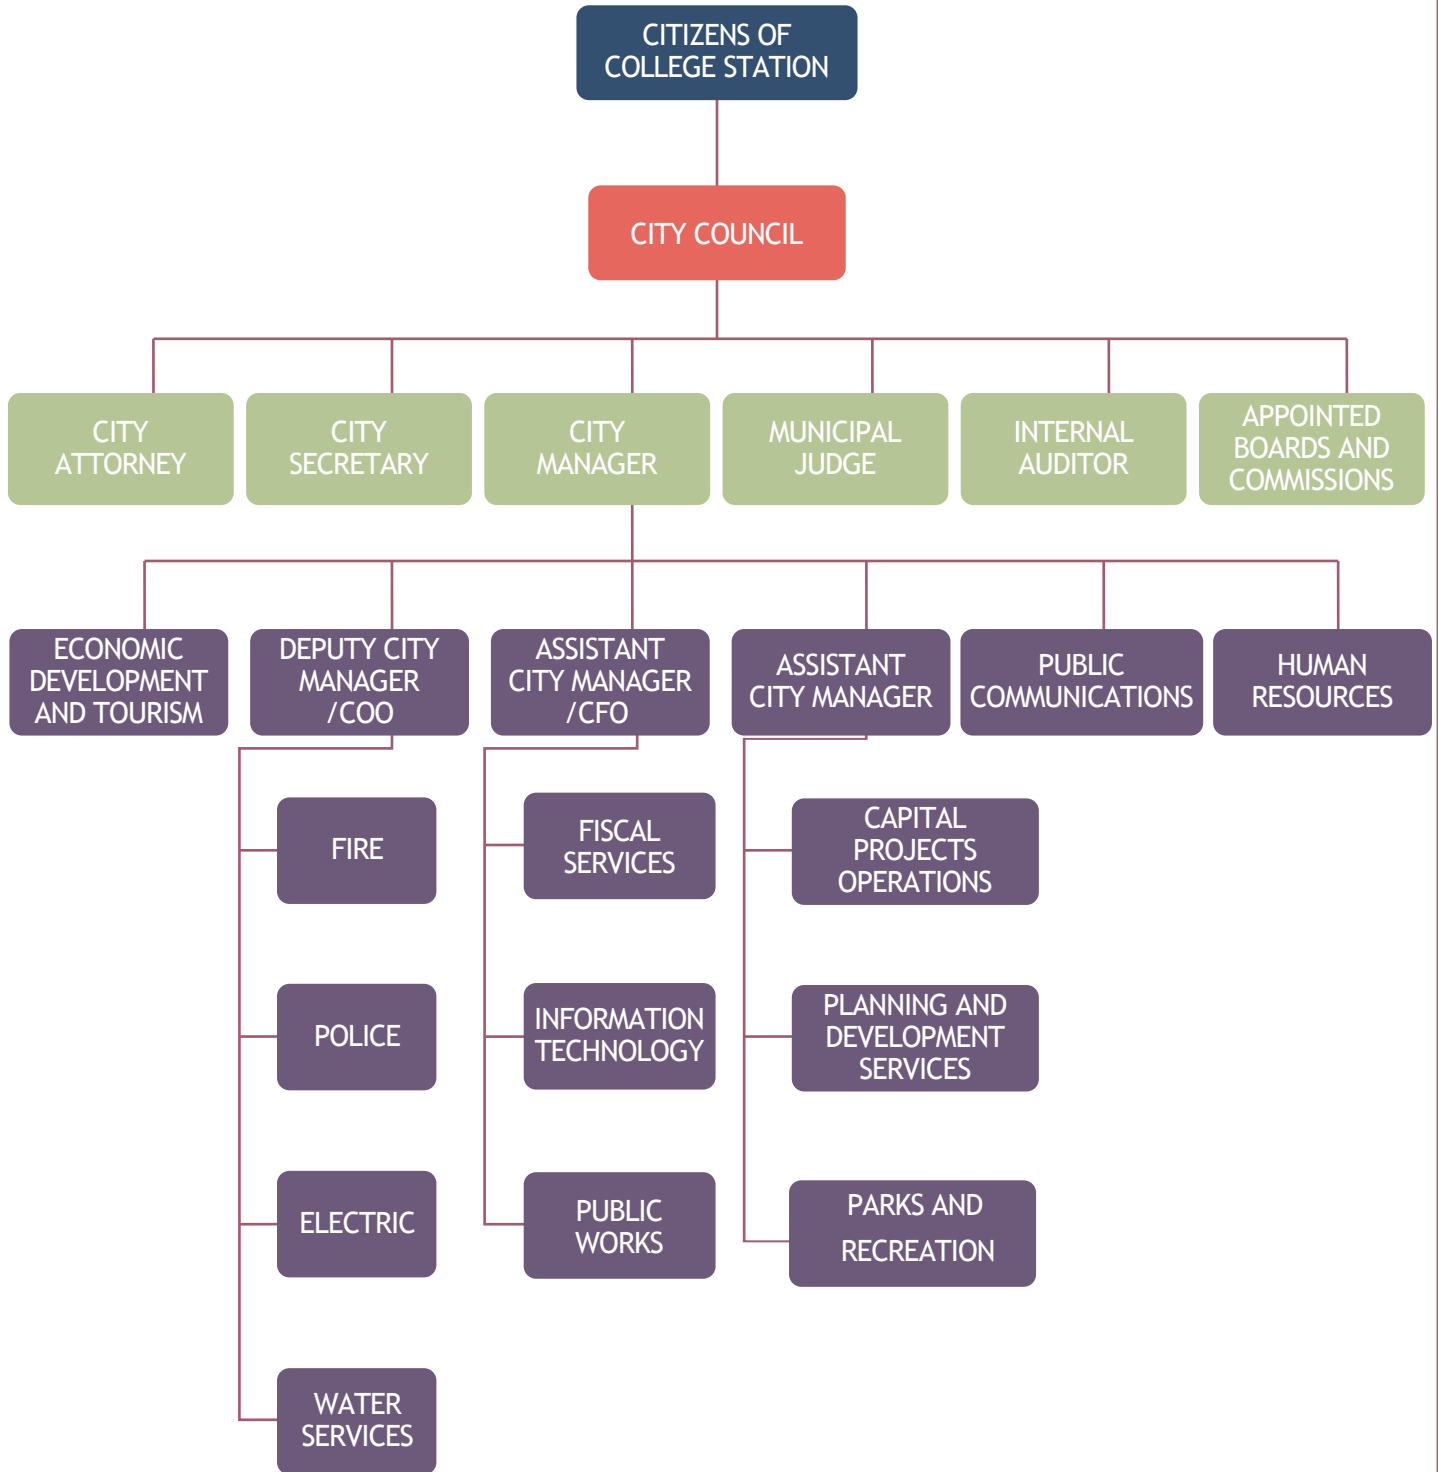 CITIZENS OF
COLLEGE STATION
CITY COUNCIL
CITY
ATTORNEY
CITY
SECRETARY
CITY
MANAGER
MUNICIPAL
JUDGE
INTERNAL
AUDITOR
APPOINTED
BOARDS AND
COMMISSIONS
ECONOMIC
DEVELOPMENT
AND TOURISM
DEPUTY CITY
MANAGER
/COO
ASSISTANT
CITY MANAGER
/CFO
ASSISTANT
CITY MANAGER
PUBLIC
COMMUNICATIONS
HUMAN
RESOURCES
FIRE
POLICE
ELECTRIC
WATER
SERVICES
FISCAL
SERVICES
INFORMATION
TECHNOLOGY
PUBLIC
WORKS
CAPITAL
PROJECTS
OPERATIONS
PLANNING AND
DEVELOPMENT
SERVICES
PARKS AND
RECREATION